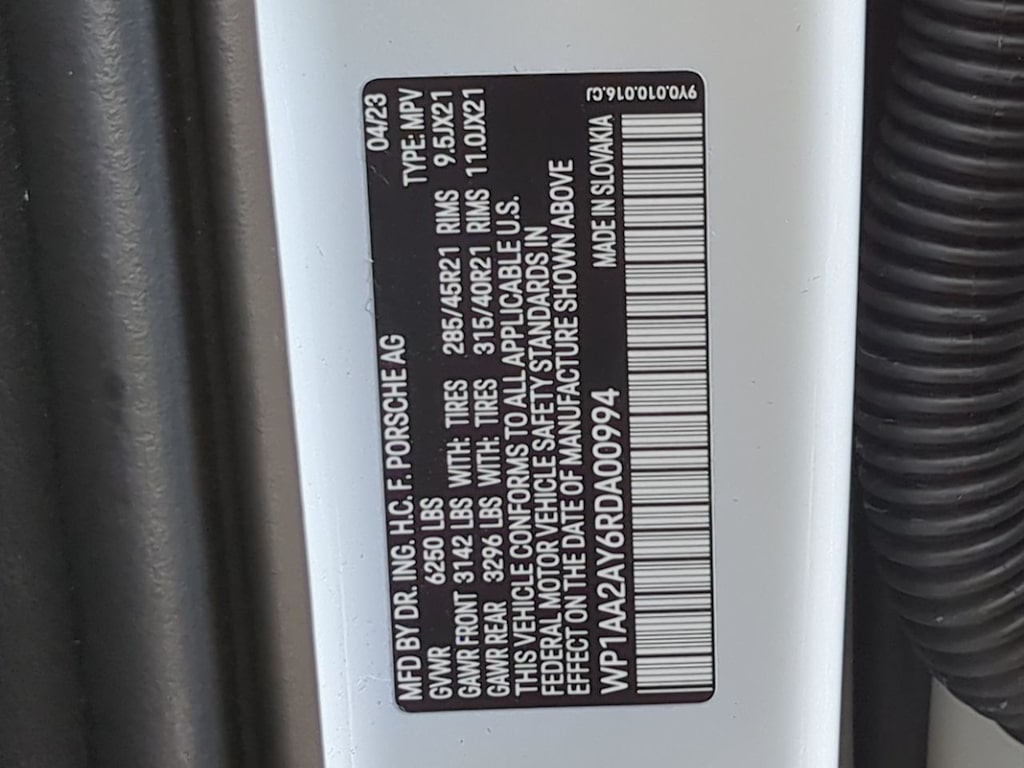 MFD BY DR. ING. H.C. F. PORSCHE AG 04/23
GVWR 6250 LBS TYPE: MPV
GAWR FRONT 3142 LBS WITH: TIRES 285/45R21 RIMS 9.5JX21
GAWR REAR 3296 LBS WITH: TIRES 315/40R21 RIMS 11.0JX21
THIS VEHICLE CONFORMS TO ALL APPLICABLE U.S.
FEDERAL MOTOR VEHICLE SAFETY STANDARDS IN
EFFECT ON THE DATE OF MANUFACTURE SHOWN ABOVE
WP1AA2AY6RDA00994 MADE IN SLOVAKIA
9Y0.010.016.CJ